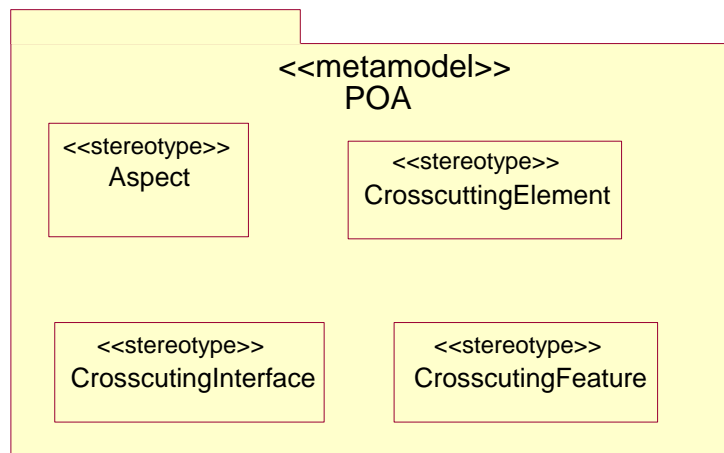 <<metamodel>>
POA
<<stereotype>>
Aspect
<<stereotype>>
CrosscuttingElement
<<stereotype>>
CrosscutingInterface
<<stereotype>>
CrosscutingFeature